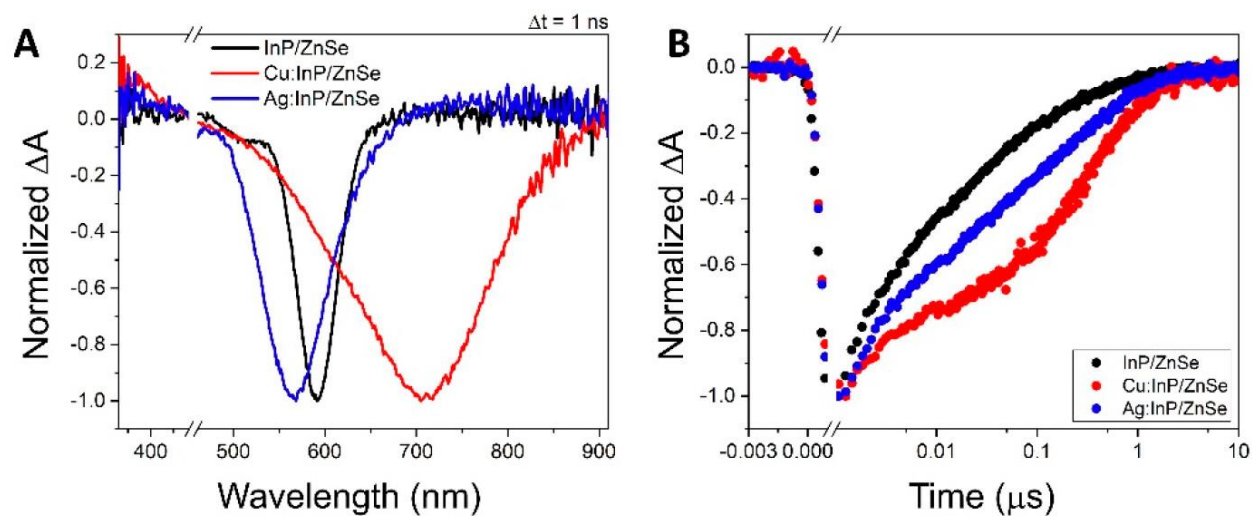 Δt = 1 ns
A
InP/ZnSe
Cu:InP/ZnSe
Ag:InP/ZnSe
0.2
0.0
-0.2
-0.4
-0.6
-0.8
-1.0
Normalized ΔA
400 500 600 700 800 900
Wavelength (nm)
B
0.0
-0.2
-0.4
-0.6
-0.8
-1.0
Normalized ΔA
InP/ZnSe
Cu:InP/ZnSe
Ag:InP/ZnSe
-0.003 0.000 0.01 0.1 1 10
Time (μs)